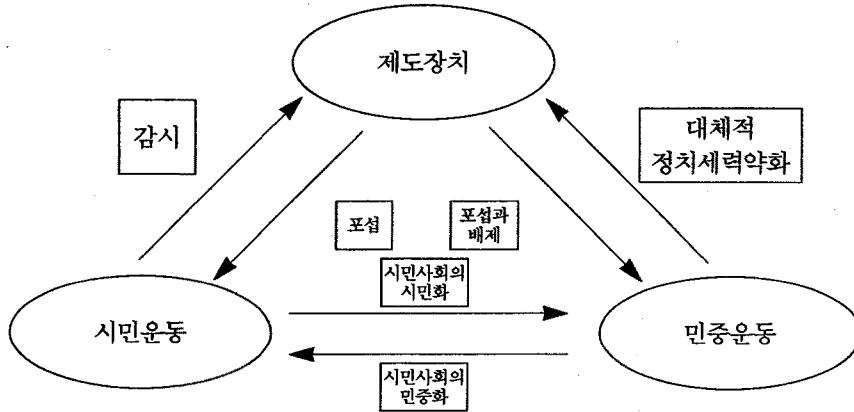 제도장치
감시
대체적
정치세력약화
포섭
포섭과
배제
시민사회의
시민화
시민운동
민중운동
시민사회의
민중화